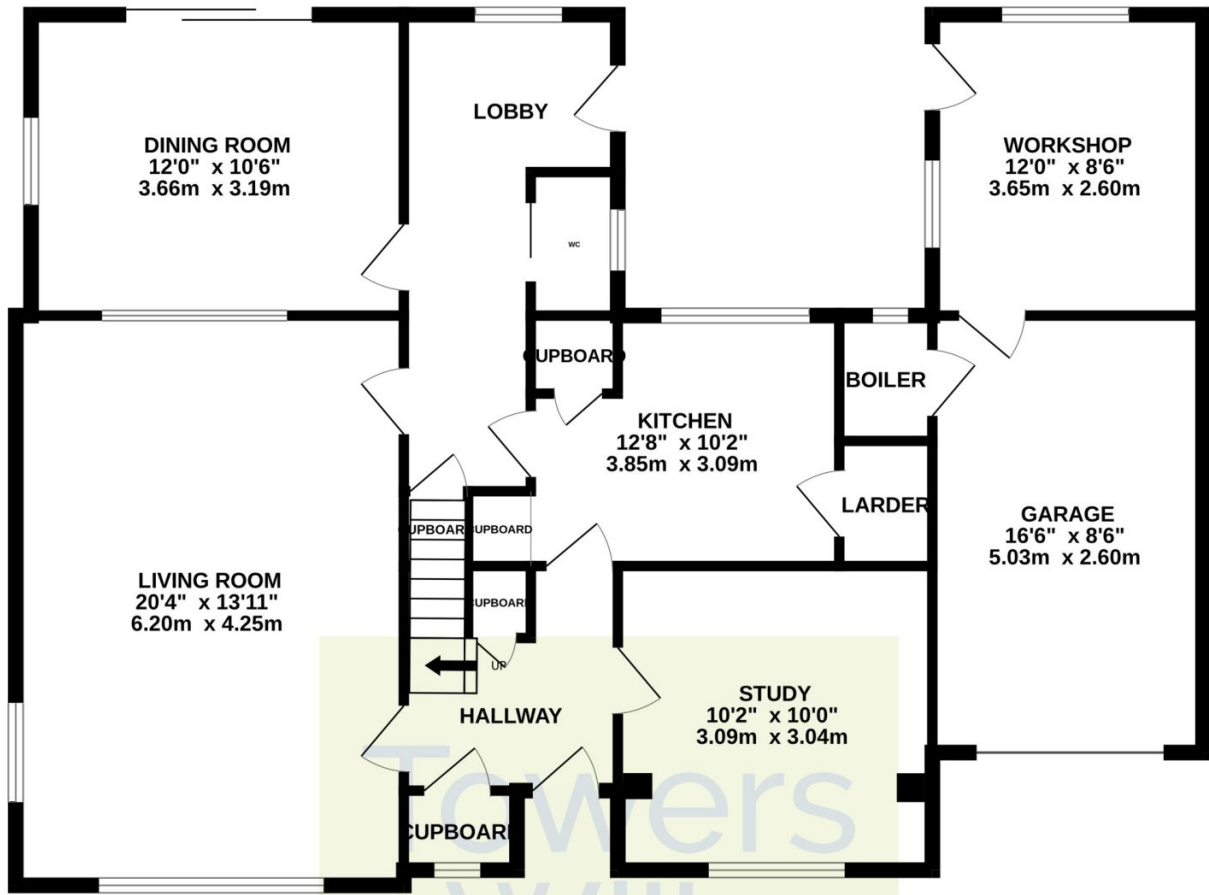 LOBBY
DINING ROOM
12'0" x 10'6"
3.66m x 3.19m
WORKSHOP
12'0" x 8'6"
3.65m x 2.60m
WC
CUPBOARD
BOILER
KITCHEN
12'8" x 10'2"
3.85m x 3.09m
LARDER
GARAGE
16'6" x 8'6"
5.03m x 2.60m
CUPBOARD
CUPBOARD
LIVING ROOM
20'4" x 13'11"
6.20m x 4.25m
CUPBOARD
UP
HALLWAY
STUDY
10'2" x 10'0"
3.09m x 3.04m
CUPBOARD
Towers